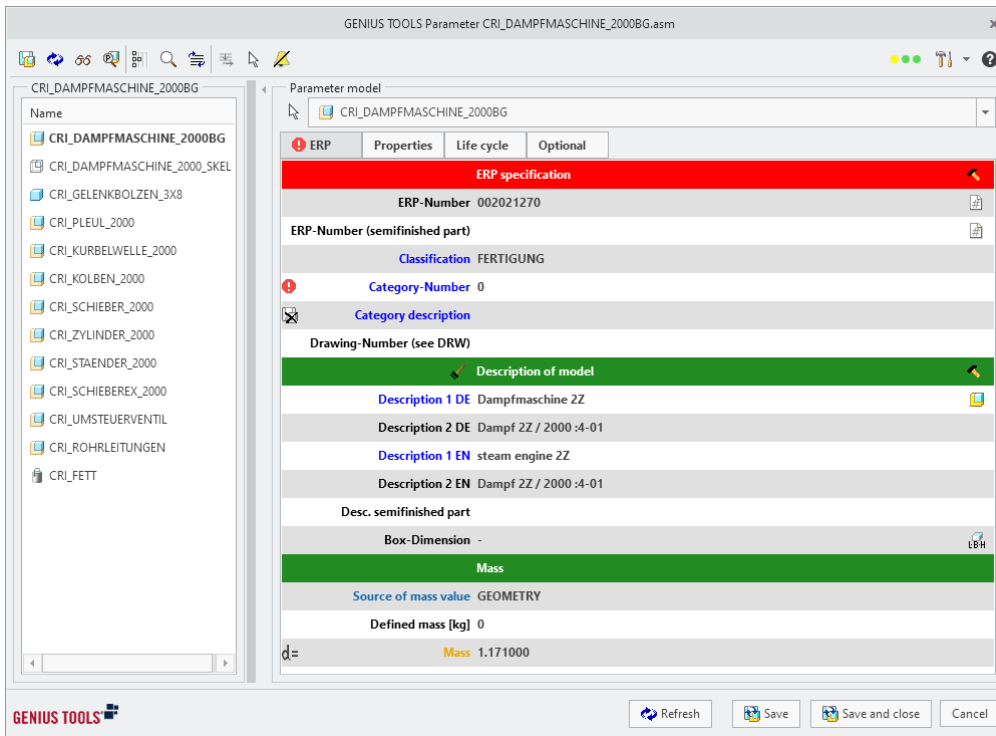 GENIUS TOOLS Parameter CRI_DAMPFMASCHINE_2000BG.asm
CRI_DAMPFMASCHINE_2000BG
Name
CRI_DAMPFMASCHINE_2000BG
CRI_DAMPFMASCHINE_2000_SKEL
CRI_GELENKBOLZEN_3X8
CRI_PLEUL_2000
CRI_KURBELWELLE_2000
CRI_KOLBEN_2000
CRI_SCHIEBER_2000
CRI_ZYLINDER_2000
CRI_STAENDER_2000
CRI_SCHIEBEREX_2000
CRI_UMSTEUERVENTIL
CRI_ROHRLEITUNGEN
CRI_FETT
Parameter model
CRI_DAMPFMASCHINE_2000BG
ERP Properties Life cycle Optional
ERP specification
ERP-Number 002021270
ERP-Number (semifinished part)
Classification FERTIGUNG
Category-Number 0
Category description
Drawing-Number (see DRW)
Description of model
Description 1 DE Dampfmaschine 2Z
Description 2 DE Dampf 2Z / 2000 :4-01
Description 1 EN steam engine 2Z
Description 2 EN Dampf 2Z / 2000 :4-01
Desc. semifinished part
Box-Dimension - L·B·H
Mass
Source of mass value GEOMETRY
Defined mass [kg] 0
d= Mass 1.171000
GENIUS TOOLS Refresh Save Save and close Cancel